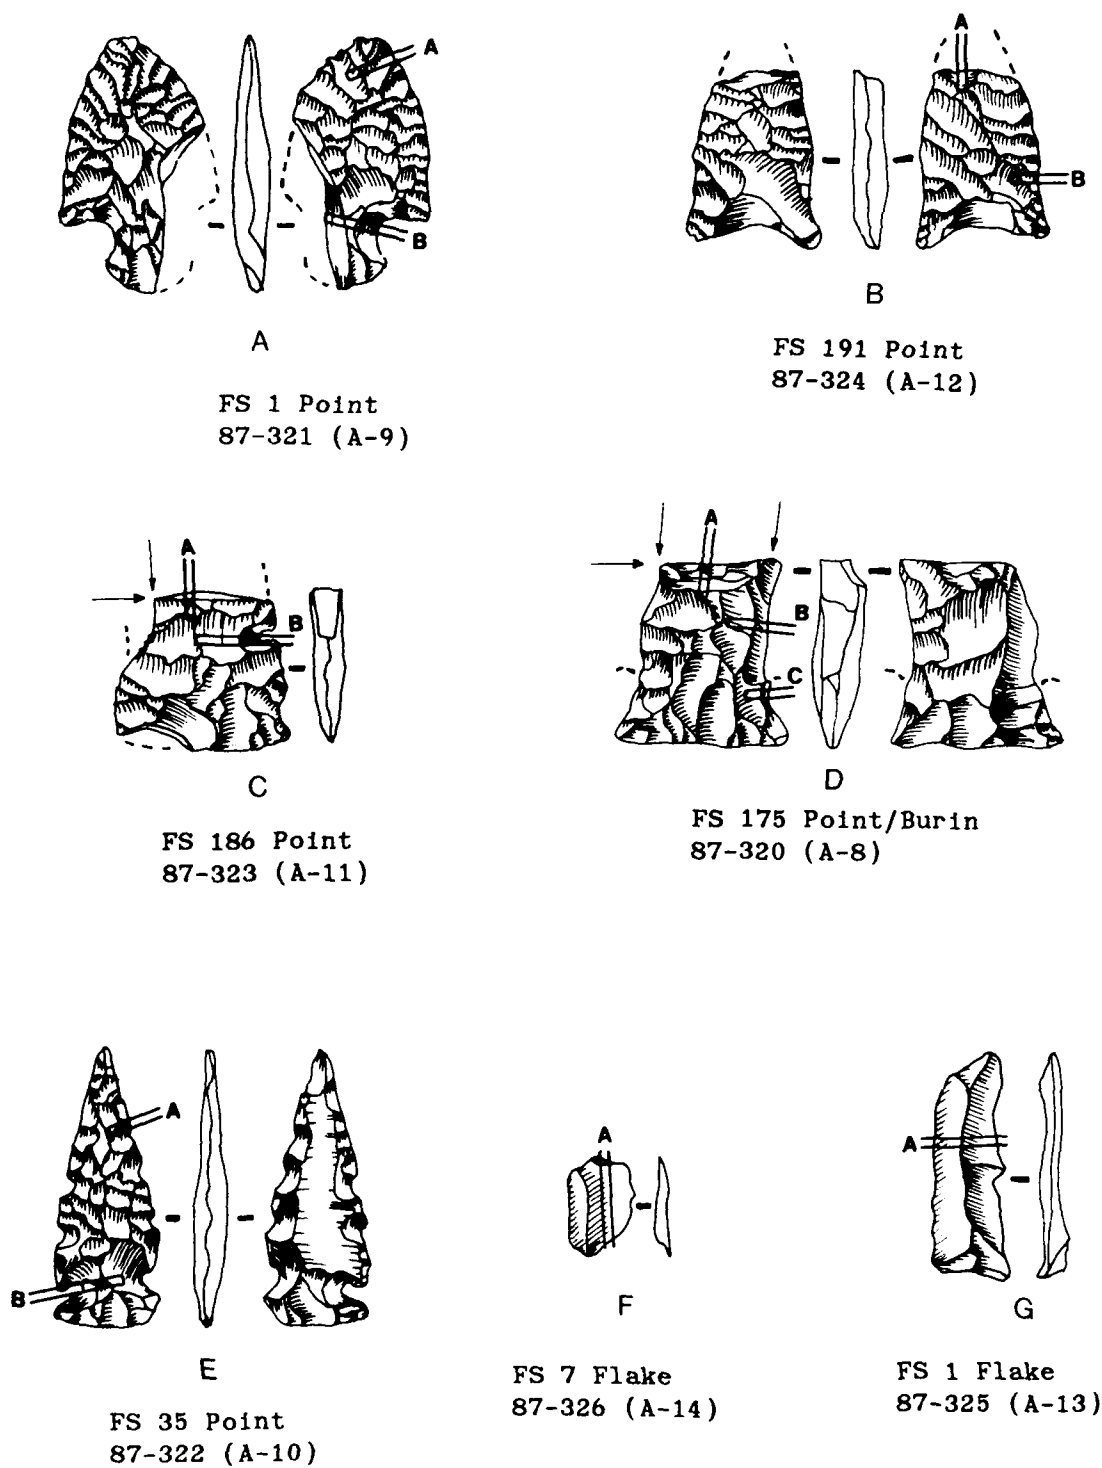 A
B
A
FS 1 Point
87-321 (A-9)
A
B
B
FS 191 Point
87-324 (A-12)
A
B
C
FS 186 Point
87-323 (A-11)
A
B
C
D
FS 175 Point/Burin
87-320 (A-8)
A
B
E
FS 35 Point
87-322 (A-10)
A
F
FS 7 Flake
87-326 (A-14)
A
G
FS 1 Flake
87-325 (A-13)